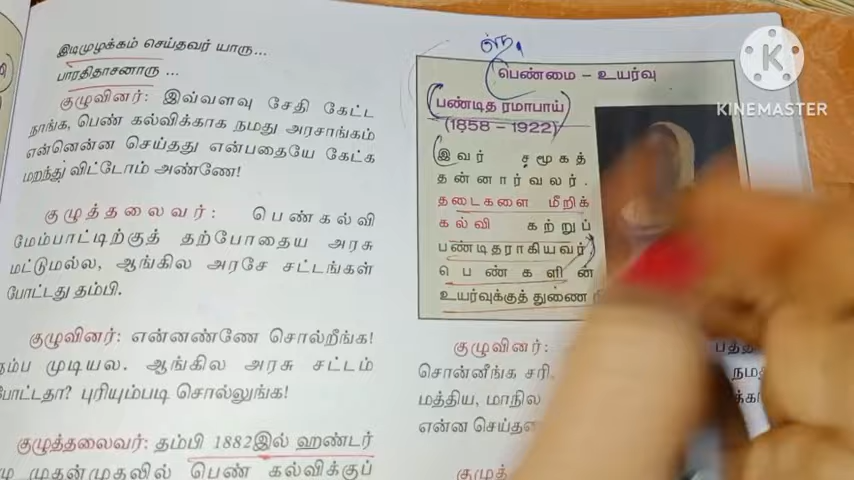 இடிமுழக்கம் செய்தவர் யாரு...
பாரதிதாசனாரு ...
குழுவினர்: இவ்வளவு சேதி கேட்ட
நாங்க, பெண் கல்விக்காக நமது அரசாங்கம்
என்னென்ன செய்தது என்பதையே கேட்க
மறந்து விட்டோம் அண்ணே!
குழுத்தலைவர்: பெண்கல்வி
மேம்பாட்டிற்குத் தற்போதைய அரசு
மட்டுமல்ல, ஆங்கில அரசே சட்டங்கள்
போட்டது தம்பி.
குழுவினர்: என்னண்ணே சொல்றீங்க!
நம்ப முடியல. ஆங்கில அரசு சட்டம்
போட்டதா? புரியும்படி சொல்லுங்க!
குழுத்தலைவர்: தம்பி 1882இல் ஹண்டர்
முதன்முதலில் பெண் கல்விக்குப்
பெண்மை – உயர்வு
பண்டித ரமாபாய்
(1858 – 1922)
இவர் சமூகத்
தன்னார்வலர்.
தடைகளை மீறிக்
கல்வி கற்றுப்
பண்டிதராகியவர்
பெண்களின்
உயர்வுக்குத் துணை
குழுவினர்:
சொன்னீங்க சரி.
மத்திய, மாநில
என்ன
குழுத்
KINEMASTER